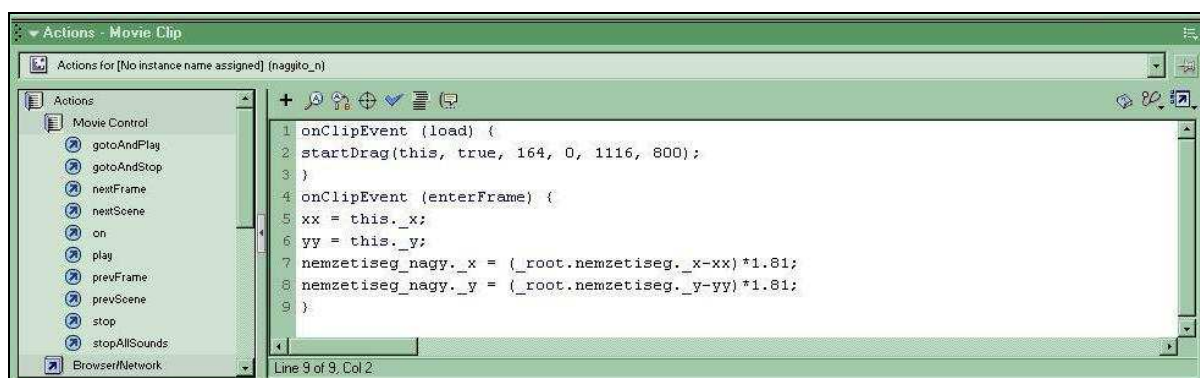 Actions - Movie Clip
Actions for [No instance name assigned] (nagyito_n)
Actions
Movie Control
gotoAndPlay
gotoAndStop
nextFrame
nextScene
on
play
prevFrame
prevScene
stop
stopAllSounds
Browser/Network
1 onClipEvent (load) {
2 startDrag(this, true, 164, 0, 1116, 800);
3 }
4 onClipEvent (enterFrame) {
5 xx = this._x;
6 yy = this._y;
7 nemzetiseg_nagy._x = (_root.nemzetiseg._x-xx)*1.81;
8 nemzetiseg_nagy._y = (_root.nemzetiseg._y-yy)*1.81;
9 }
Line 9 of 9, Col 2